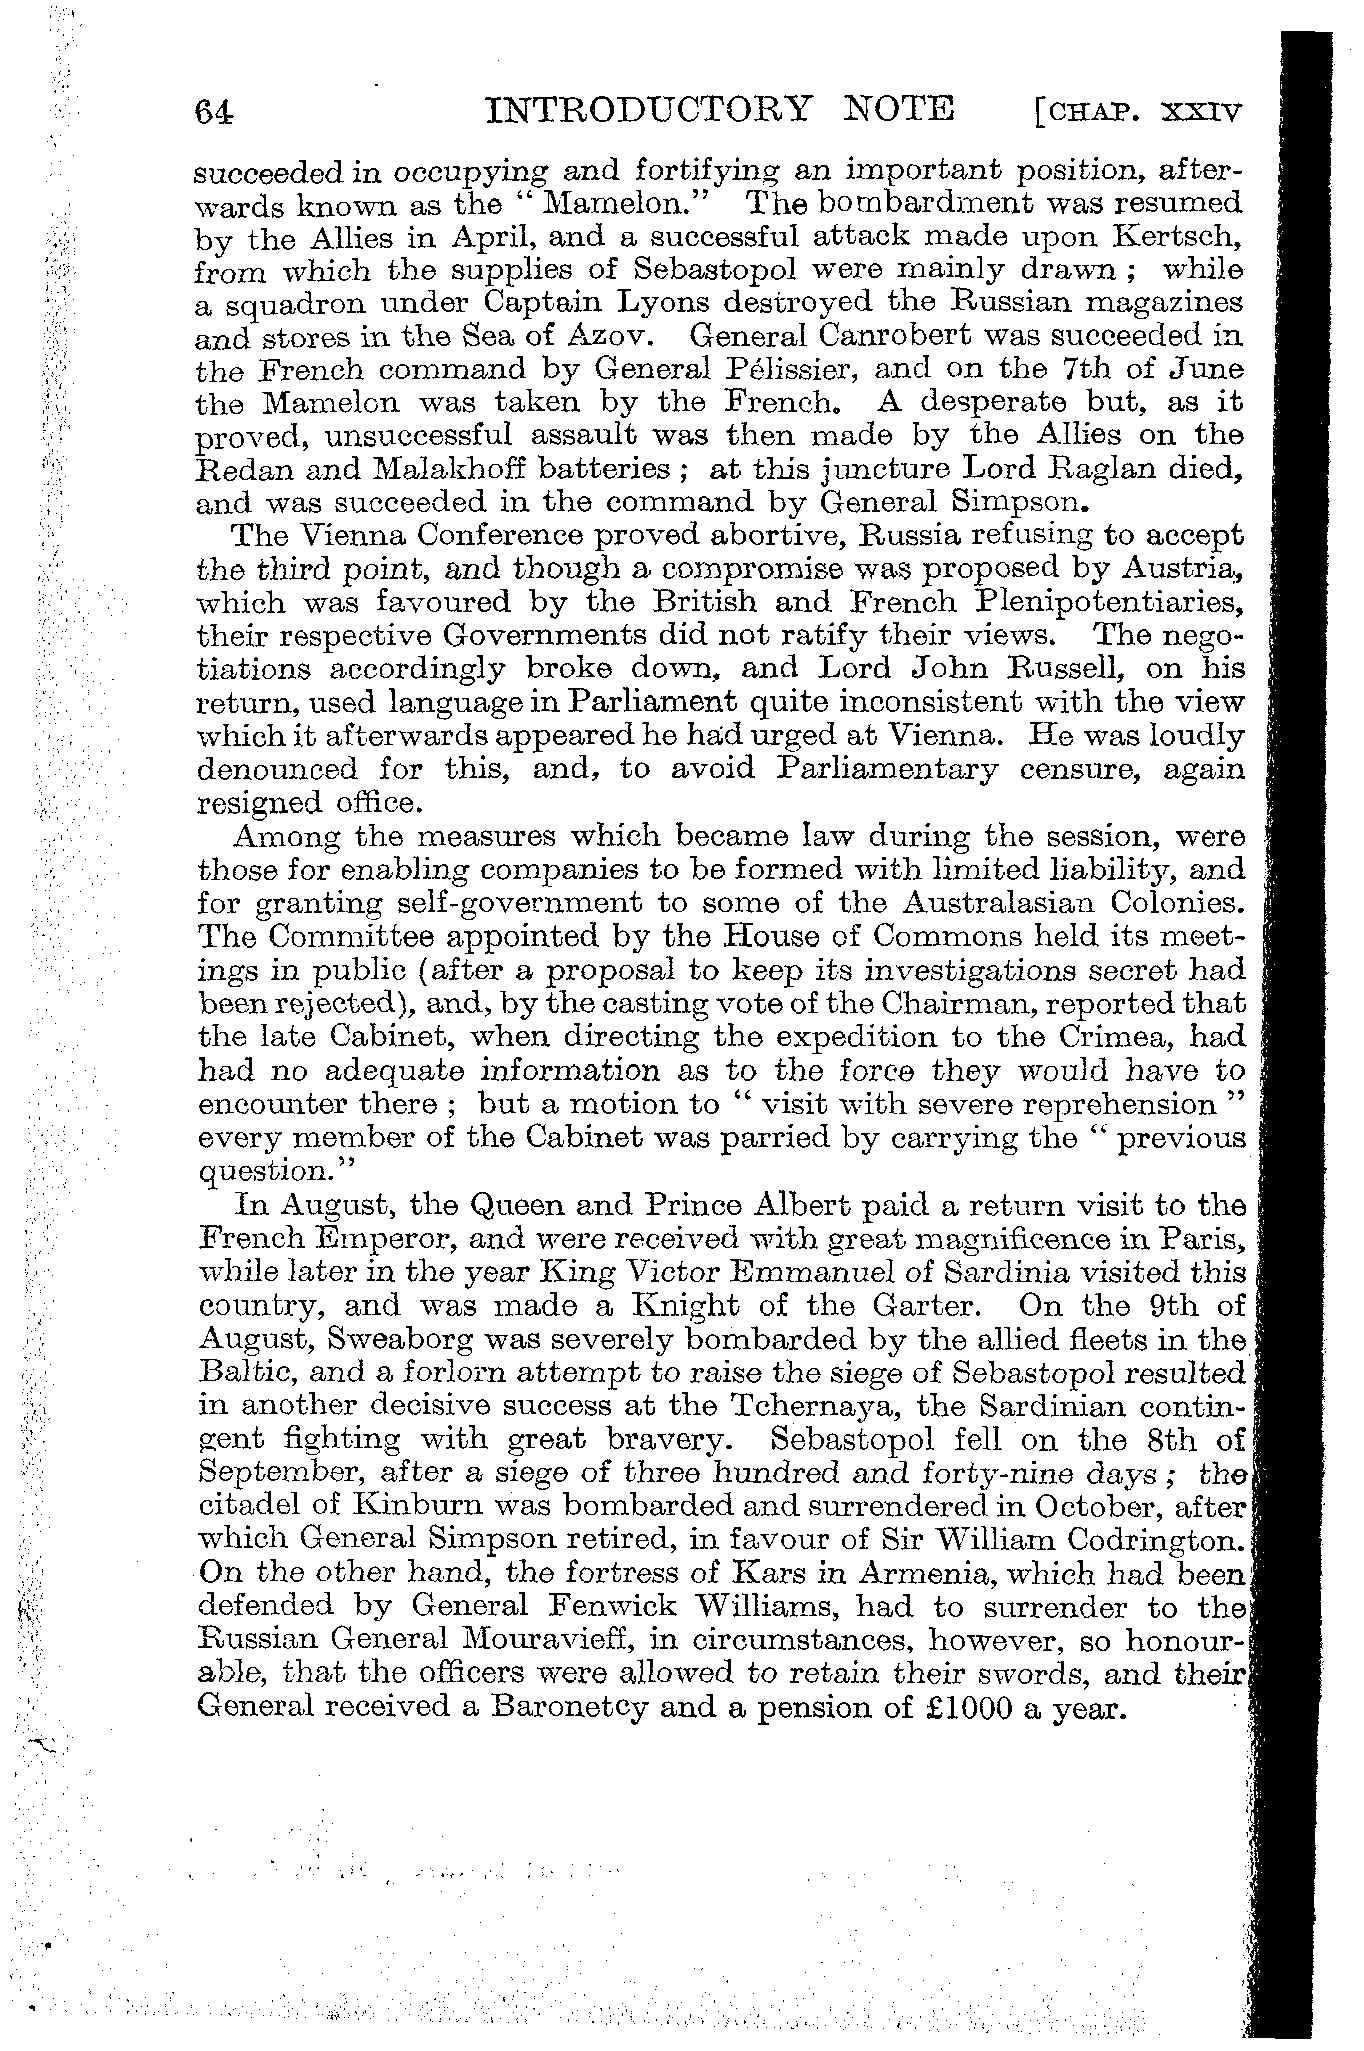 64 INTRODUCTORY NOTE [CHAP. XXIV
succeeded in occupying and fortifying an important position, after-
wards known as the "Mamelon." The bombardment was resumed
by the Allies in April, and a successful attack made upon Kertsch,
from which the supplies of Sebastopol were mainly drawn ; while
a squadron under Captain Lyons destroyed the Russian magazines
and stores in the Sea of Azov. General Canrobert was succeeded in
the French command by General Pélissier, and on the 7th of June
the Mamelon was taken by the French. A desperate but, as it
proved, unsuccessful assault was then made by the Allies on the
Redan and Malakhoff batteries ; at this juncture Lord Raglan died,
and was succeeded in the command by General Simpson.
The Vienna Conference proved abortive, Russia refusing to accept
the third point, and though a compromise was proposed by Austria,
which was favoured by the British and French Plenipotentiaries,
their respective Governments did not ratify their views. The nego-
tiations accordingly broke down, and Lord John Russell, on his
return, used language in Parliament quite inconsistent with the view
which it afterwards appeared he had urged at Vienna. He was loudly
denounced for this, and, to avoid Parliamentary censure, again
resigned office.
Among the measures which became law during the session, were
those for enabling companies to be formed with limited liability, and
for granting self-government to some of the Australasian Colonies.
The Committee appointed by the House of Commons held its meet-
ings in public (after a proposal to keep its investigations secret had
been rejected), and, by the casting vote of the Chairman, reported that
the late Cabinet, when directing the expedition to the Crimea, had
had no adequate information as to the force they would have to
encounter there ; but a motion to " visit with severe reprehension "
every member of the Cabinet was parried by carrying the " previous
question."
In August, the Queen and Prince Albert paid a return visit to the
French Emperor, and were received with great magnificence in Paris,
while later in the year King Victor Emmanuel of Sardinia visited this
country, and was made a Knight of the Garter. On the 9th of
August, Sweaborg was severely bombarded by the allied fleets in the
Baltic, and a forlorn attempt to raise the siege of Sebastopol resulted
in another decisive success at the Tchernaya, the Sardinian contin-
gent fighting with great bravery. Sebastopol fell on the 8th of
September, after a siege of three hundred and forty-nine days ; the
citadel of Kinburn was bombarded and surrendered in October, after
which General Simpson retired, in favour of Sir William Codrington.
On the other hand, the fortress of Kars in Armenia, which had been
defended by General Fenwick Williams, had to surrender to the
Russian General Mouravieff, in circumstances, however, so honour-
able, that the officers were allowed to retain their swords, and their
General received a Baronetcy and a pension of £1000 a year.